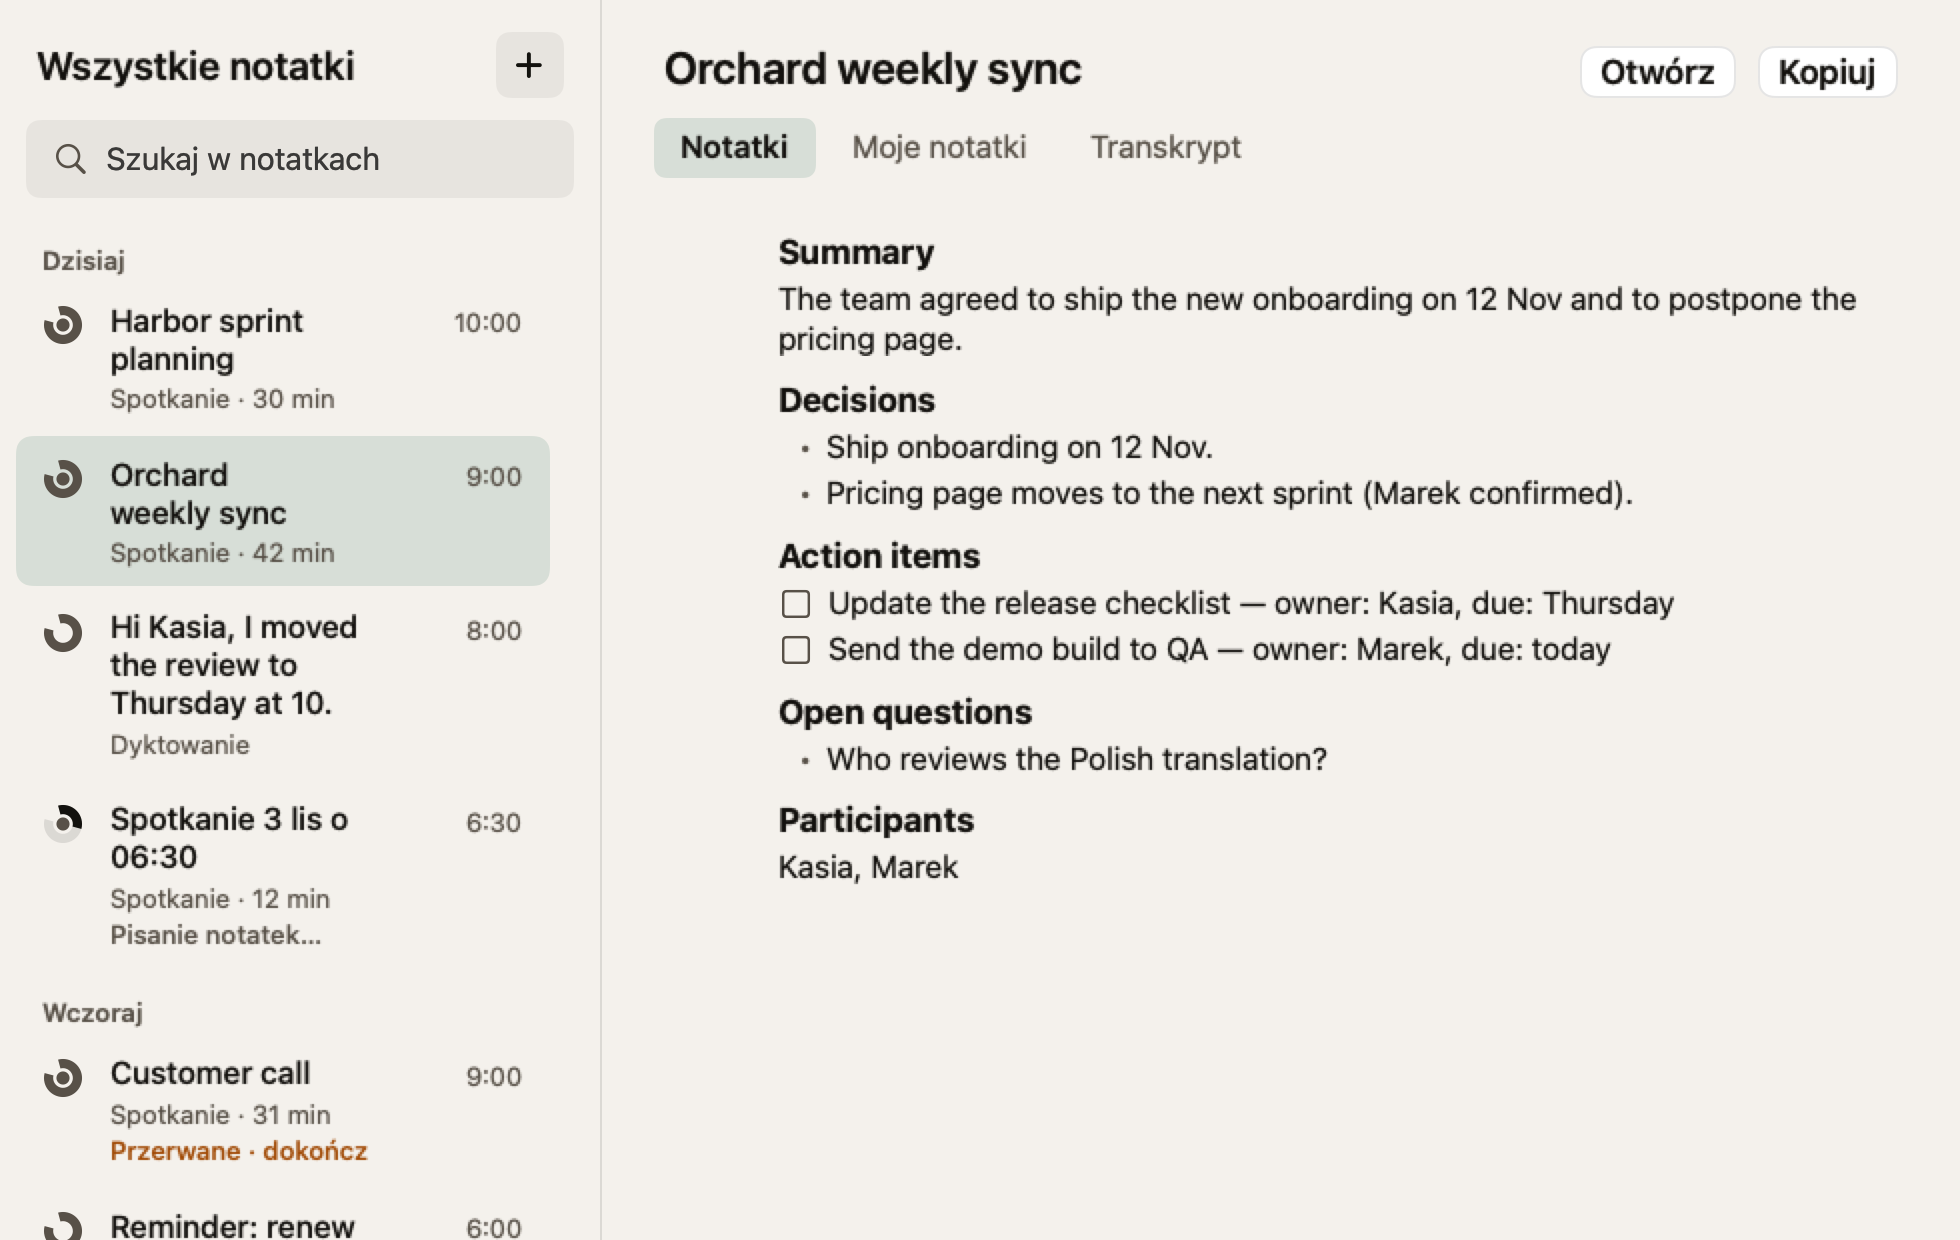 Wszystkie notatki
Szukaj w notatkach
Dzisiaj
Harbor sprint
planning
10:00
Spotkanie · 30 min
Orchard
weekly sync
9:00
Spotkanie · 42 min
Hi Kasia, I moved
the review to
Thursday at 10.
8:00
Dyktowanie
Spotkanie 3 lis o
06:30
6:30
Spotkanie · 12 min
Pisanie notatek...
Wczoraj
Customer call
9:00
Spotkanie · 31 min
Przerwane · dokończ
Reminder: renew
6:00
Orchard weekly sync
Otwórz
Kopiuj
Notatki
Moje notatki
Transkrypt
Summary
The team agreed to ship the new onboarding on 12 Nov and to postpone the
pricing page.
Decisions
• Ship onboarding on 12 Nov.
• Pricing page moves to the next sprint (Marek confirmed).
Action items
Update the release checklist — owner: Kasia, due: Thursday
Send the demo build to QA — owner: Marek, due: today
Open questions
• Who reviews the Polish translation?
Participants
Kasia, Marek